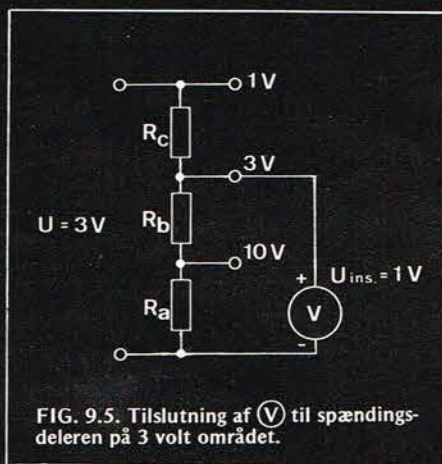 1V
Rc
3V
U = 3V
Rb
10V
+
U ins. = 1V
Ra
V
-
FIG. 9.5. Tilslutning af Ⓥ til spændings-
deleren på 3 volt området.